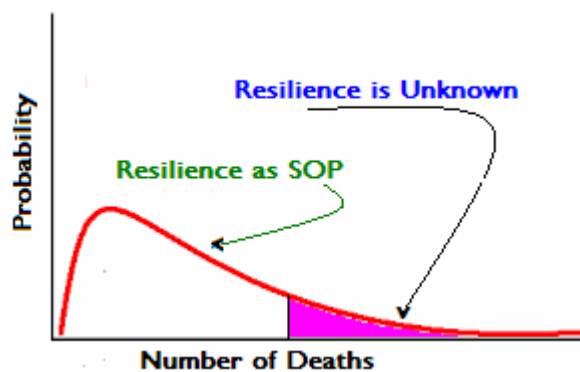 Resilience is Unknown
Resilience as SOP
Probability
Number of Deaths